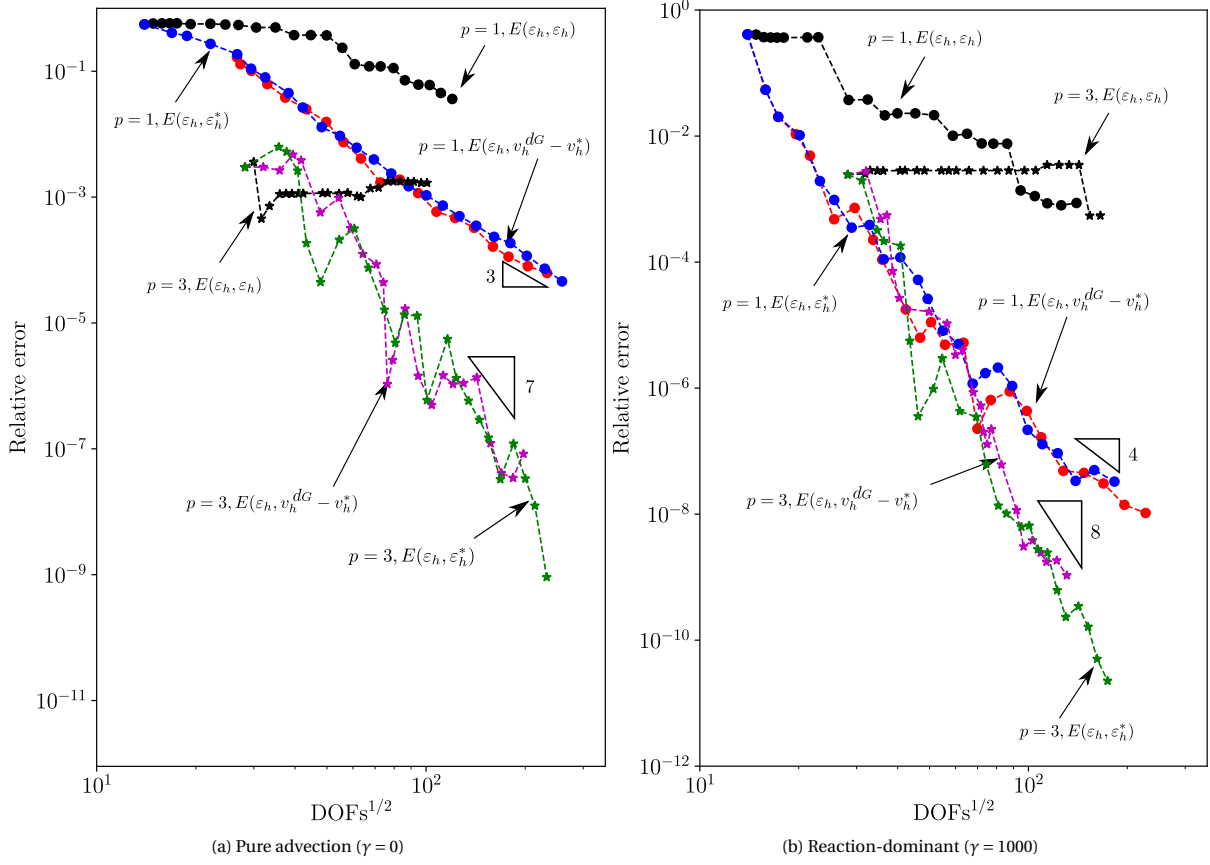 10^{-1}
10^{-3}
10^{-5}
10^{-7}
10^{-9}
10^{-11}
Relative error
p = 1, E(ε_h, ε_h)
p = 1, E(ε_h, ε_h^*)
p = 1, E(ε_h, v_h^{dG} − v_h^*)
p = 3, E(ε_h, ε_h)
3
7
p = 3, E(ε_h, v_h^{dG} − v_h^*)
p = 3, E(ε_h, ε_h^*)
10^1
10^2
DOFs^{1/2}
(a) Pure advection (γ = 0)
10^0
10^{-2}
10^{-4}
10^{-6}
10^{-8}
10^{-10}
10^{-12}
Relative error
p = 1, E(ε_h, ε_h)
p = 3, E(ε_h, ε_h)
p = 1, E(ε_h, ε_h^*)
p = 1, E(ε_h, v_h^{dG} − v_h^*)
4
p = 3, E(ε_h, v_h^{dG} − v_h^*)
8
p = 3, E(ε_h, ε_h^*)
10^1
10^2
DOFs^{1/2}
(b) Reaction-dominant (γ = 1000)